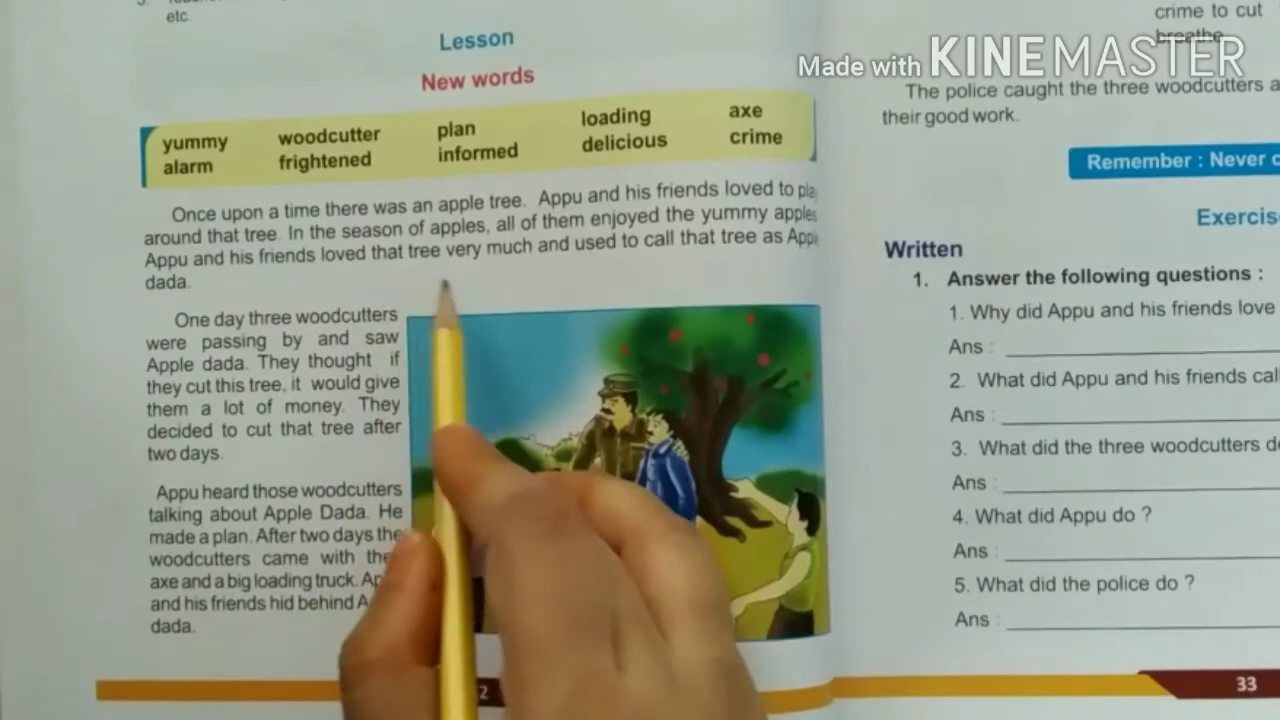 etc.
Lesson
New words
yummy woodcutter plan loading axe
alarm frightened informed delicious crime
Once upon a time there was an apple tree. Appu and his friends loved to
around that tree. In the season of apples, all of them enjoyed the yummy apples
Appu and his friends loved that tree very much and used to call that tree as
dada.
One day three woodcutters
were passing by and saw
Apple dada. They thought if
they cut this tree, it would give
them a lot of money. They
decided to cut that tree after
two days.
Appu heard those woodcutters
talking about Apple Dada. He
made a plan. After two days the
woodcutters came with
axe and a big loading truck.
and his friends hid behind
dada.
2
crime to cut
breathe
Made with KINEMASTER
The police caught the three woodcutters
their good work.
Remember : Never
Written
1. Answer the following questions :
1. Why did Appu and his friends love
Ans :
2. What did Appu and his friends
Ans :
3. What did the three woodcutters
Ans :
4. What did Appu do ?
Ans :
5. What did the police do ?
Ans :
33